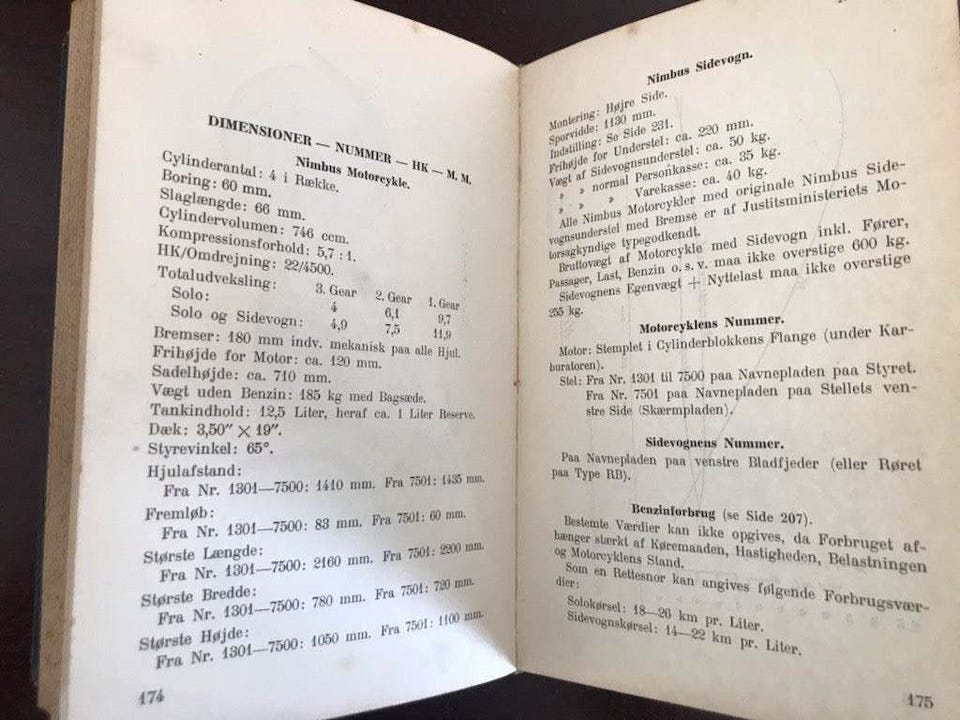 DIMENSIONER — NUMMER — HK — M. M.
Nimbus Motorcykle.
Cylinderantal: 4 i Række.
Boring: 60 mm.
Slaglængde: 66 mm.
Cylindervolumen: 746 ccm.
Kompressionsforhold: 5,7 : 1.
HK/Omdrejning: 22/4500.
Totaludveksling: 3. Gear 2. Gear 1. Gear
Solo: 4 6,1 9,7
Solo og Sidevogn: 4,9 7,5 11,9
Bremser: 180 mm indv. mekanisk paa alle Hjul.
Frihøjde for Motor: ca. 120 mm.
Sadelhøjde: ca. 710 mm.
Vægt uden Benzin: 185 kg med Bagsæde.
Tankindhold: 12,5 Liter, heraf ca. 1 Liter Reserve.
Dæk: 3,50″ × 19″.
Styrevinkel: 65°.
Hjulafstand:
Fra Nr. 1301—7500: 1410 mm. Fra 7501: 1435 mm.
Fremløb:
Fra Nr. 1301—7500: 83 mm. Fra 7501: 60 mm.
Største Længde:
Fra Nr. 1301—7500: 2160 mm. Fra 7501: 2200 mm.
Største Bredde:
Fra Nr. 1301—7500: 780 mm. Fra 7501: 720 mm.
Største Højde:
Fra Nr. 1301—7500: 1050 mm. Fra 7501: 1100 mm.
174
Nimbus Sidevogn.
Montering: Højre Side.
Sporvidde: 1130 mm.
Indstilling: Se Side 231.
Frihøjde for Understel: ca. 220 mm.
Vægt af Sidevognsunderstel: ca. 50 kg.
» » normal Personkasse: ca. 35 kg.
» » » Varekasse: ca. 40 kg.
Alle Nimbus Motorcykler med originale Nimbus Side-
vognsunderstel med Bremse er af Justitsministeriets Mo-
torsagkyndige typegodkendt.
Bruttovægt af Motorcykle med Sidevogn inkl. Fører,
Passager, Last, Benzin o. s. v. maa ikke overstige 600 kg.
Sidevognens Egenvægt + Nyttelast maa ikke overstige
255 kg.
Motorcyklens Nummer.
Motor: Stemplet i Cylinderblokkens Flange (under Kar-
buratoren).
Stel: Fra Nr. 1301 til 7500 paa Navnepladen paa Styret.
Fra Nr. 7501 paa Navnepladen paa Stellets ven-
stre Side (Skærmpladen).
Sidevognens Nummer.
Paa Navnepladen paa venstre Bladfjeder (eller Røret
paa Type RB).
Benzinforbrug (se Side 207).
Bestemte Værdier kan ikke opgives, da Forbruget af-
hænger stærkt af Køremaanden, Hastigheden, Belastningen
og Motorcyklens Stand.
Som en Rettesnor kan angives følgende Forbrugsvær-
dier:
Solokørsel: 18—26 km pr. Liter.
Sidevognskørsel: 14—22 km pr. Liter.
175